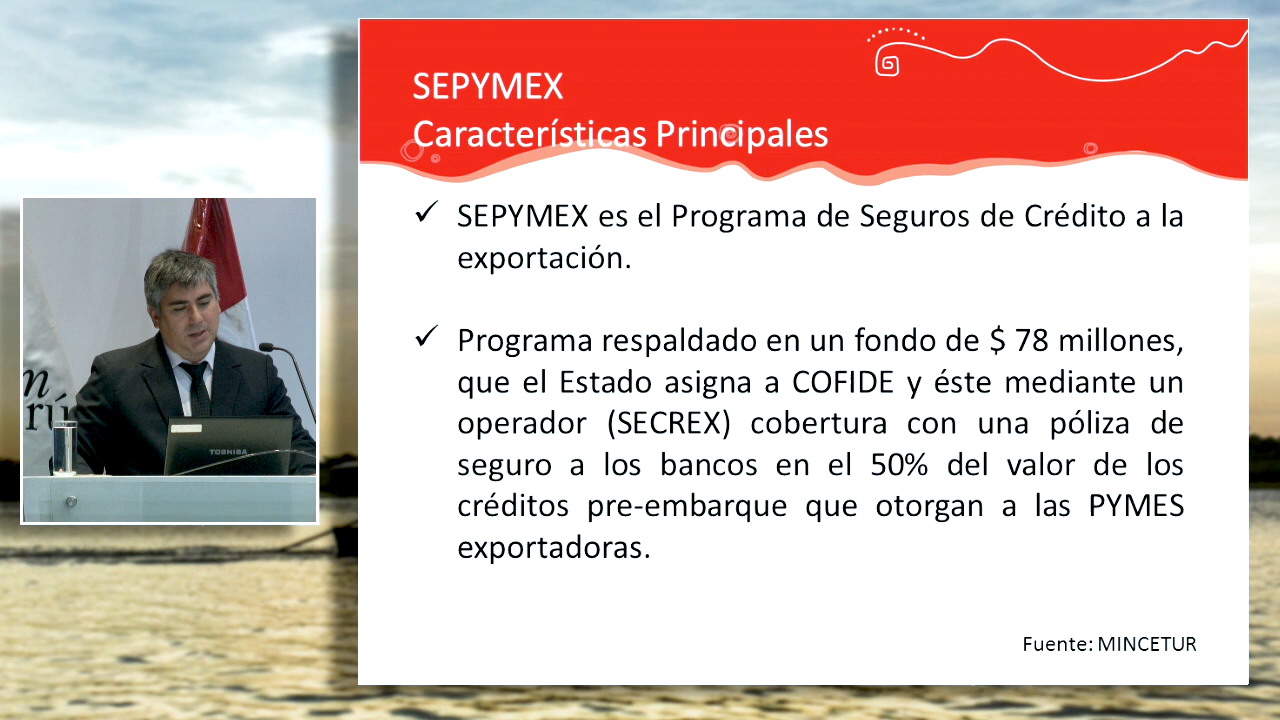 SEPYMEX
Características Principales
✓ SEPYMEX es el Programa de Seguros de Crédito a la
exportación.
✓ Programa respaldado en un fondo de $ 78 millones,
que el Estado asigna a COFIDE y éste mediante un
operador (SECREX) cobertura con una póliza de
seguro a los bancos en el 50% del valor de los
créditos pre-embarque que otorgan a las PYMES
exportadoras.
Fuente: MINCETUR
n
rú
TOSHIBA